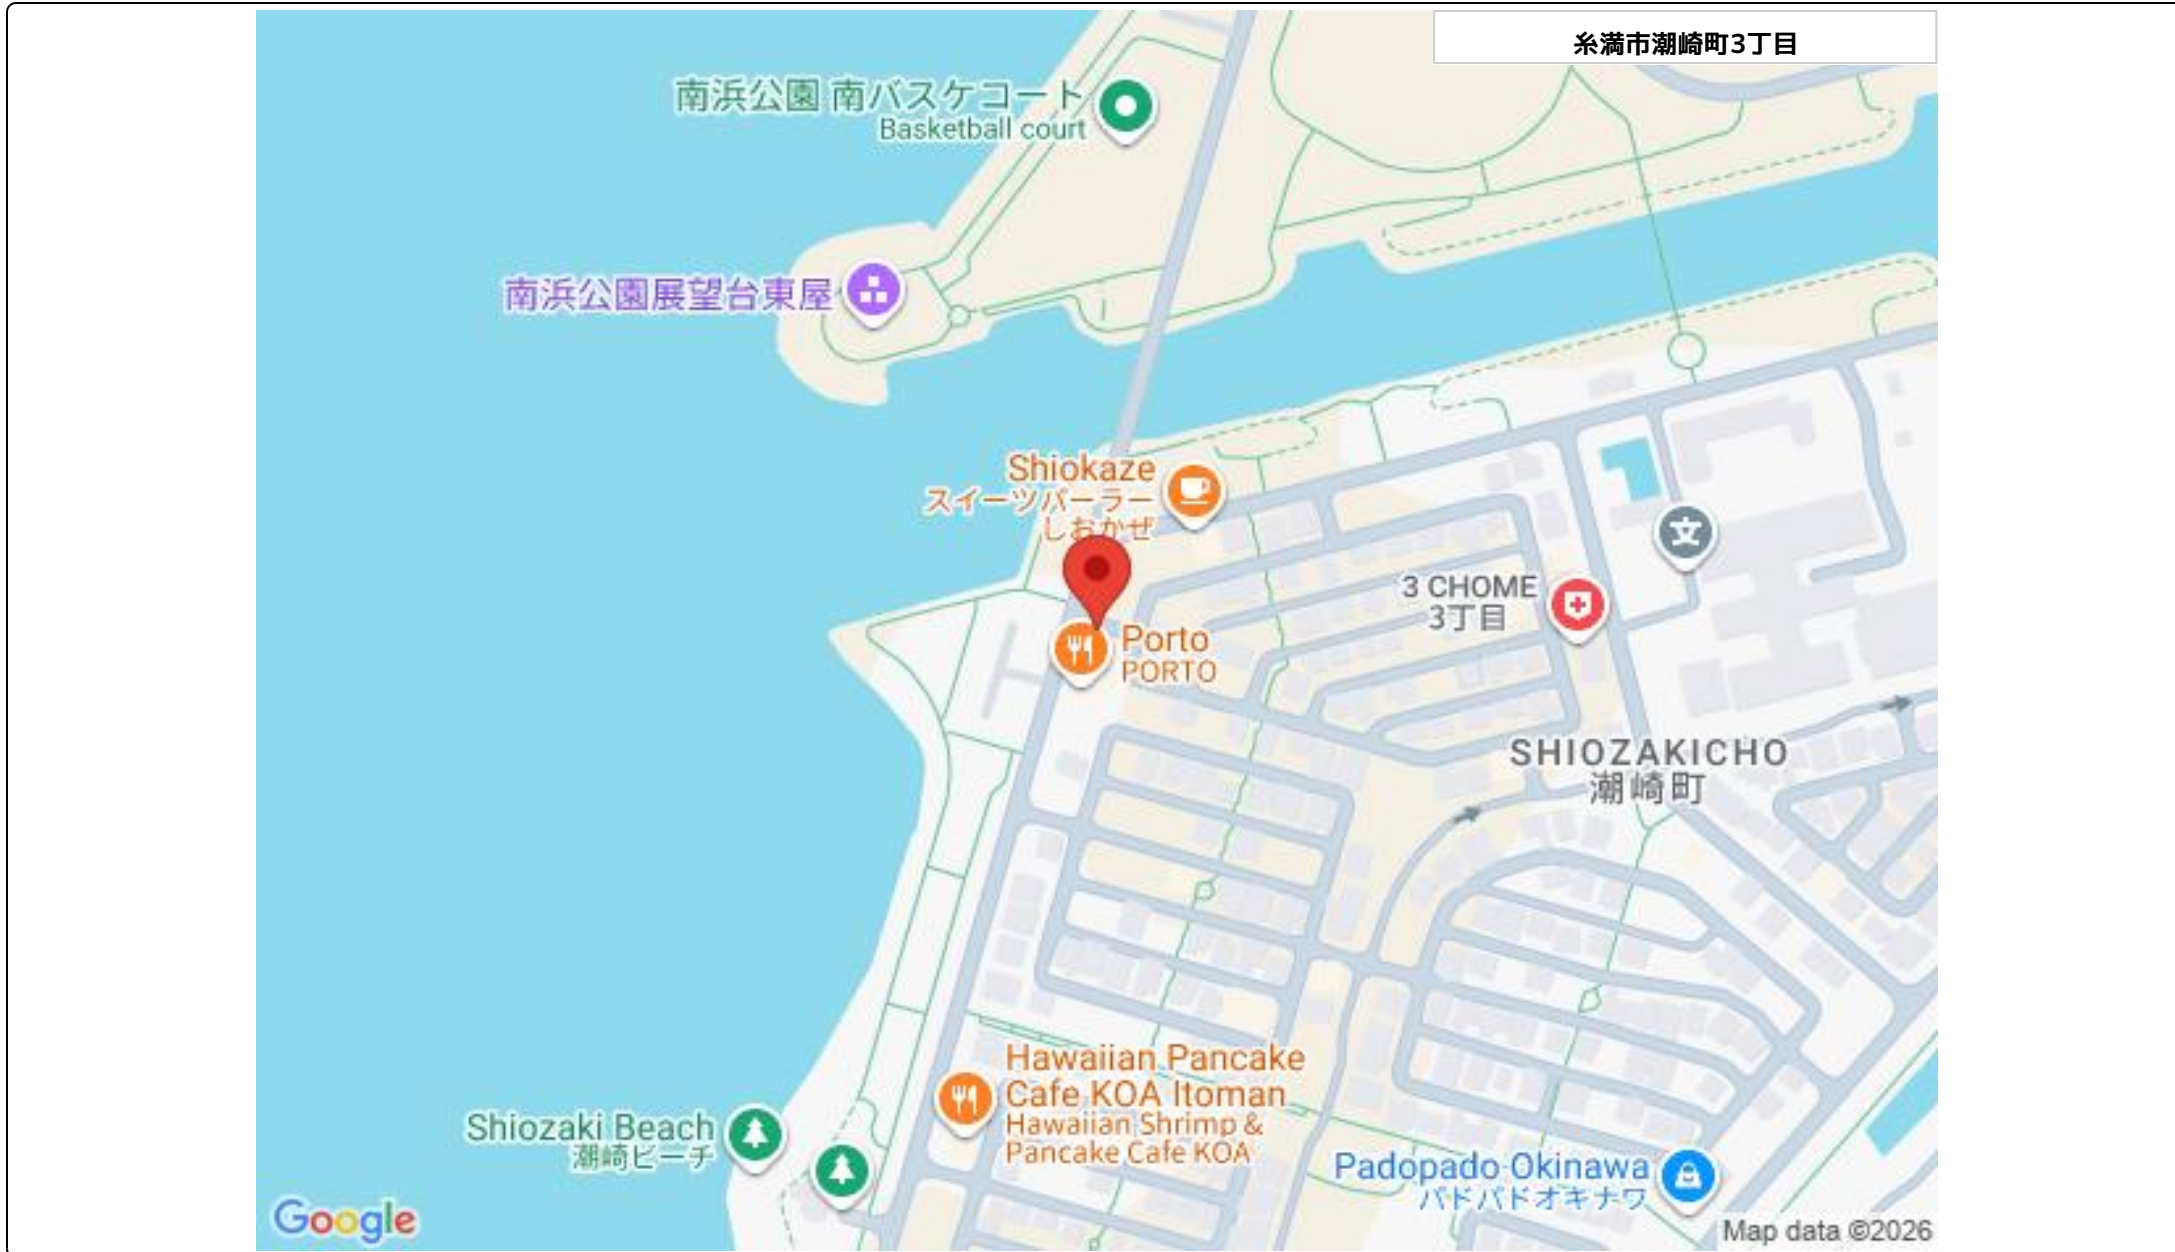 糸満市潮崎町3丁目
南浜公園 南バスケコート
Basketball court
南浜公園展望台東屋
Shiokaze
スイーツパーラー
しおかぜ
文
3 CHOME
3丁目
Porto
PORTO
SHIOZAKICHO
潮崎町
Hawaiian Pancake
Cafe KOA Itoman
Hawaiian Shrimp &
Pancake Cafe KOA
Shiozaki Beach
潮崎ビーチ
Padopado Okinawa
パドパドオキナワ
Google
Map data ©2026